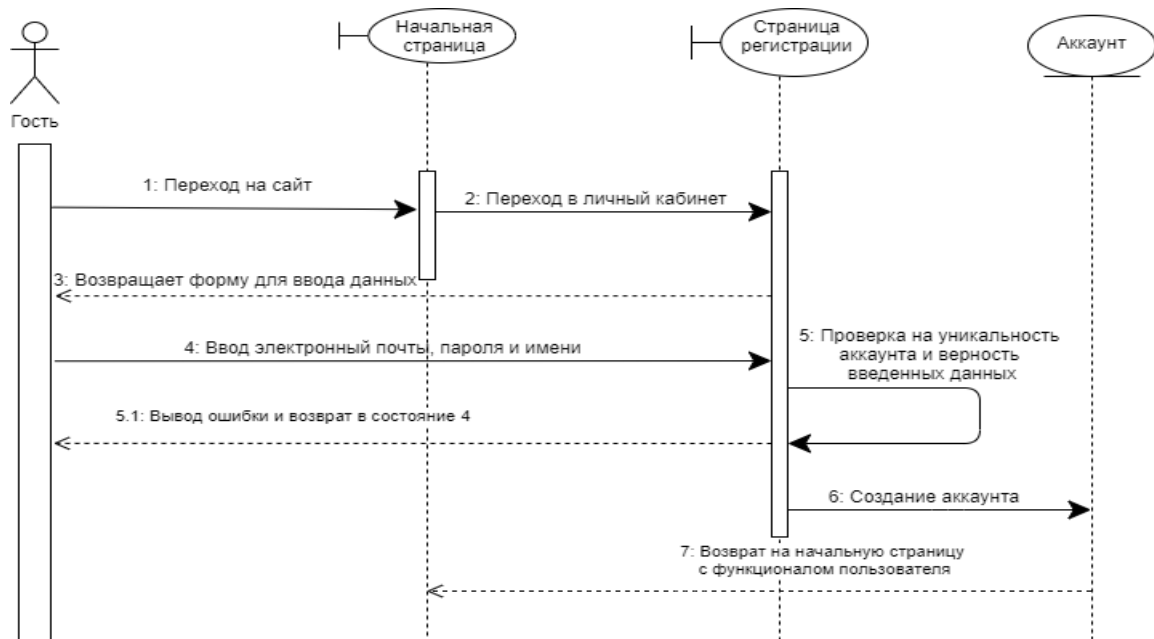 Начальная
страница
Страница
регистрации
Аккаунт
Гость
1: Переход на сайт
2: Переход в личный кабинет
3: Возвращает форму для ввода данных
4: Ввод электронный почты, пароля и имени
5: Проверка на уникальность
аккаунта и верность
введенных данных
5.1: Вывод ошибки и возврат в состояние 4
6: Создание аккаунта
7: Возврат на начальную страницу
с функционалом пользователя